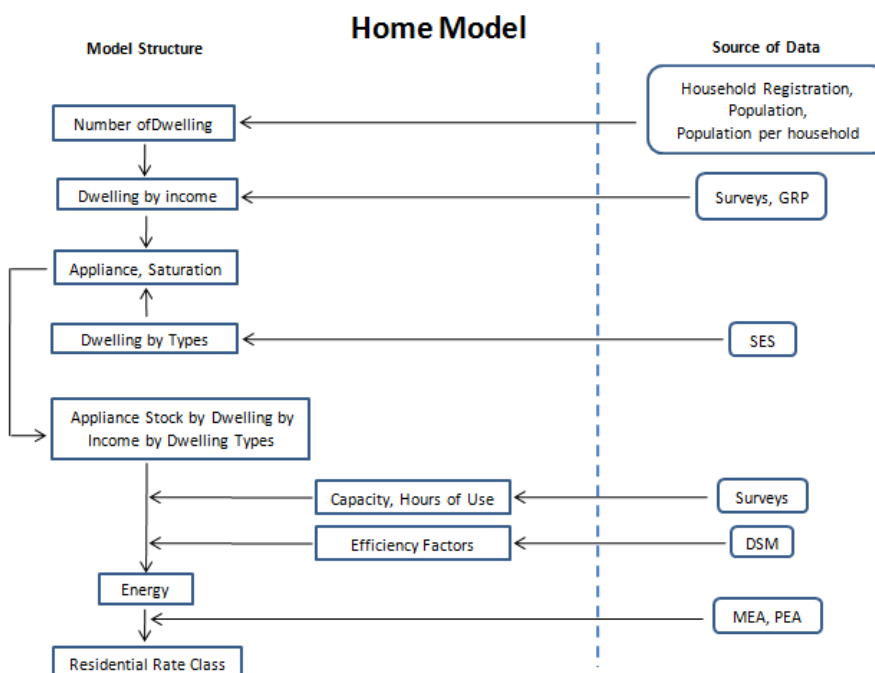 Home Model
Model Structure
Source of Data
Household Registration,
Population,
Population per household
Number ofDwelling
Dwelling by income
Surveys, GRP
Appliance, Saturation
Dwelling by Types
SES
Appliance Stock by Dwelling by
Income by Dwelling Types
Capacity, Hours of Use
Surveys
Efficiency Factors
DSM
Energy
MEA, PEA
Residential Rate Class